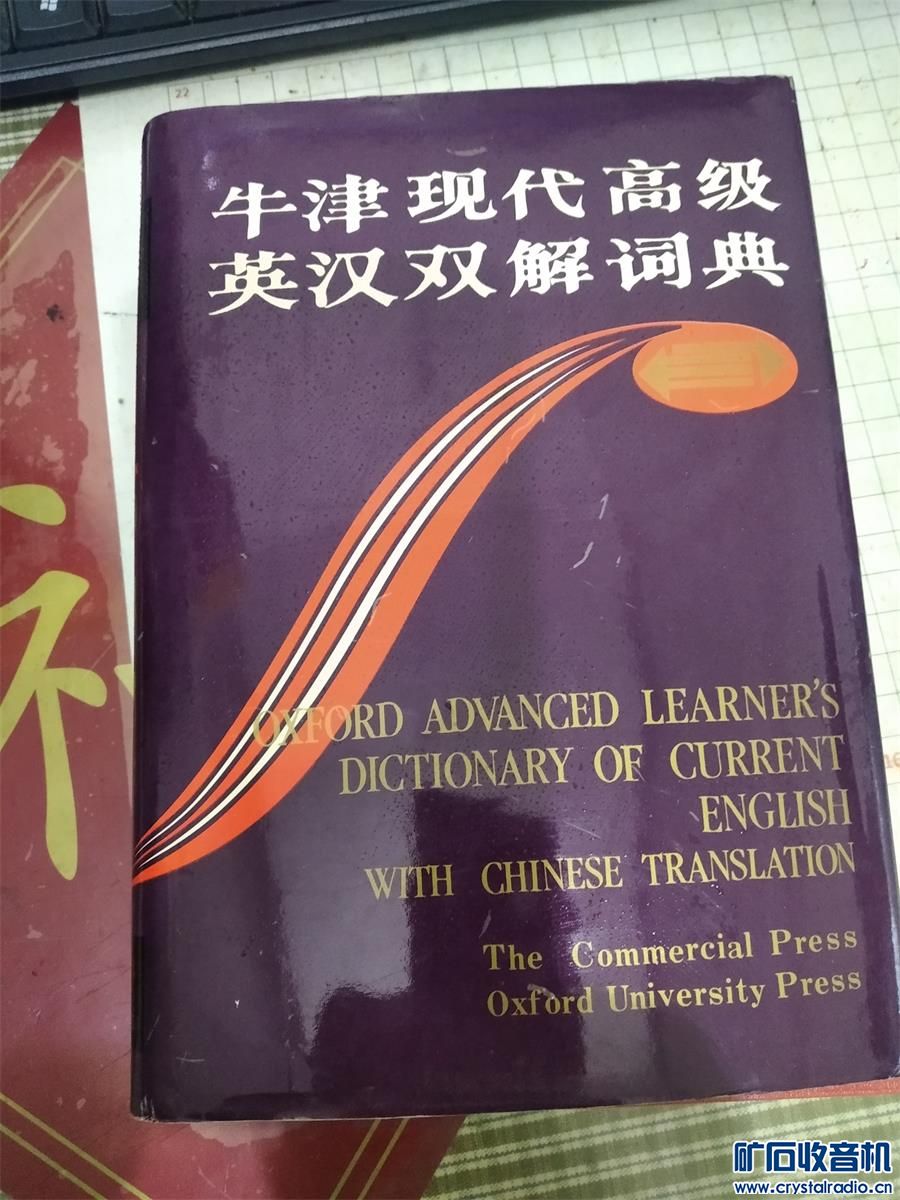 22
牛津现代高级
英汉双解词典
OXFORD ADVANCED LEARNER'S
DICTIONARY OF CURRENT
ENGLISH
WITH CHINESE TRANSLATION
The Commercial Press
Oxford University Press
矿石收音机
www.crystalradio.cn